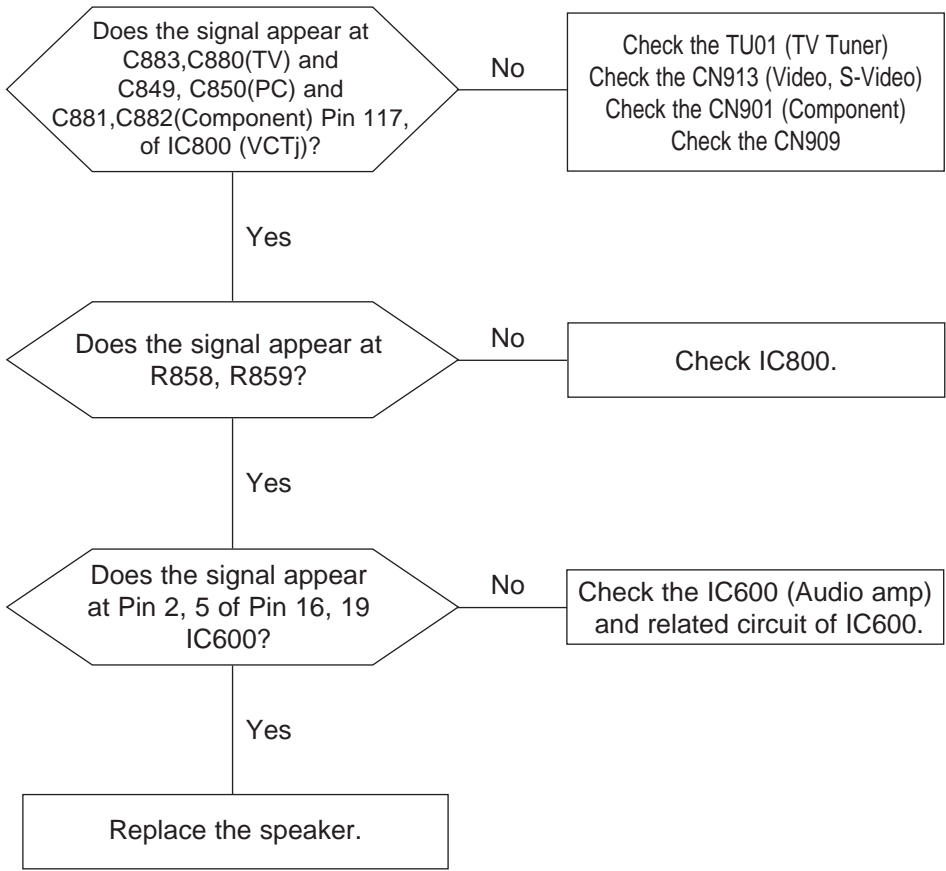 Does the signal appear at
C883,C880(TV) and
C849, C850(PC) and
C881,C882(Component) Pin 117,
of IC800 (VCTj)?
No
Check the TU01 (TV Tuner)
Check the CN913 (Video, S-Video)
Check the CN901 (Component)
Check the CN909
Yes
Does the signal appear at
R858, R859?
No
Check IC800.
Yes
Does the signal appear
at Pin 2, 5 of Pin 16, 19
IC600?
No
Check the IC600 (Audio amp)
and related circuit of IC600.
Yes
Replace the speaker.